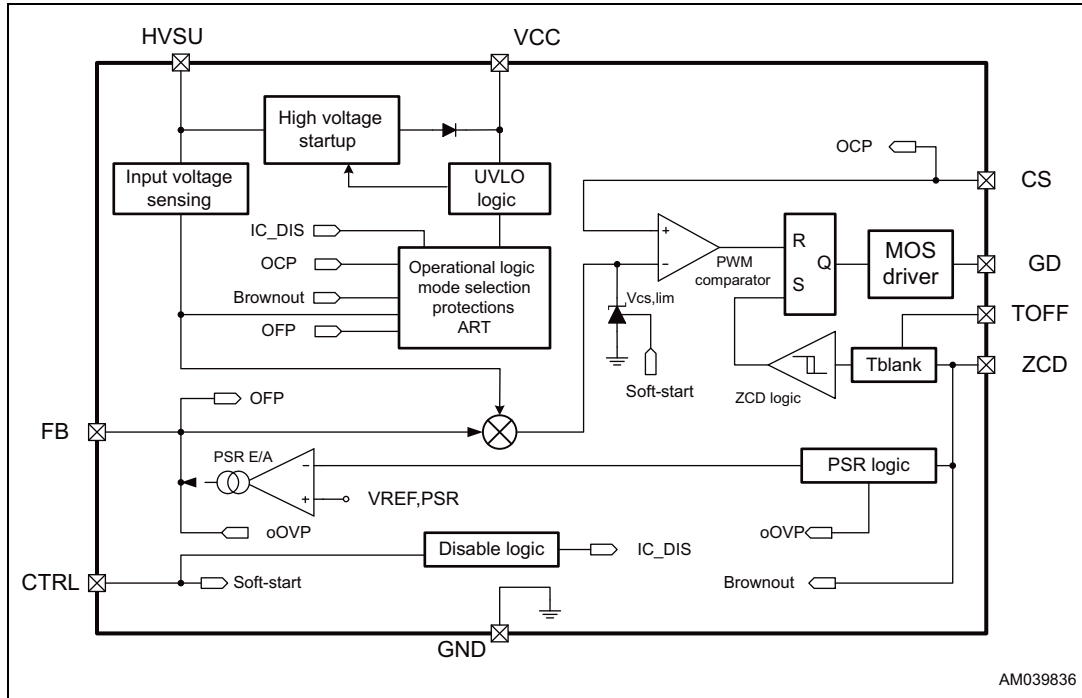 HVSU
VCC
High voltage
startup
OCP
CS
Input voltage
sensing
UVLO
logic
IC_DIS
OCP
Brownout
OFP
Operational logic
mode selection
protections
ART
+
−
PWM
comparator
R
S
Q
MOS
driver
GD
Vcs,lim
Soft-start
TOFF
ZCD
Tblank
ZCD logic
OFP
FB
PSR E/A
−
+
VREF,PSR
PSR logic
oOVP
oOVP
Disable logic
IC_DIS
CTRL
Soft-start
Brownout
GND
AM039836